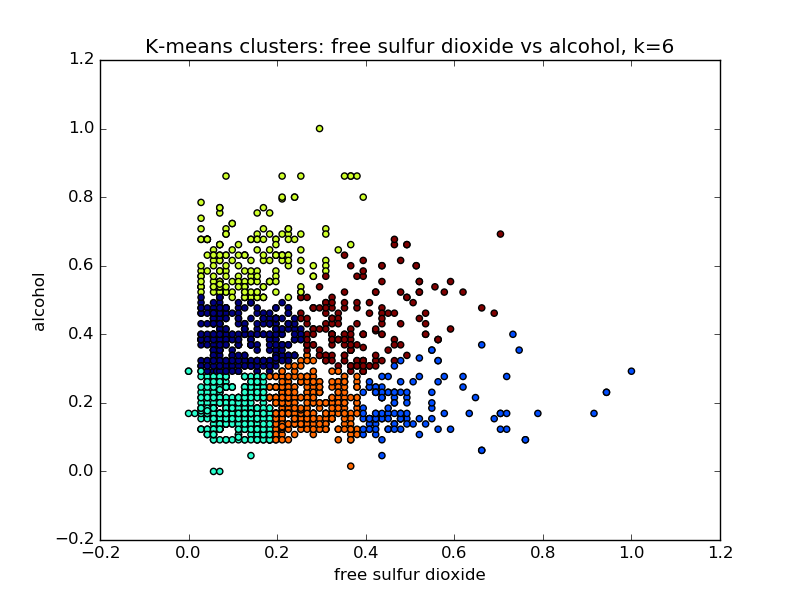 K-means clusters: free sulfur dioxide vs alcohol, k=6
1.2
1.0
0.8
0.6
0.4
0.2
0.0
−0.2
alcohol
−0.2 0.0 0.2 0.4 0.6 0.8 1.0 1.2
free sulfur dioxide